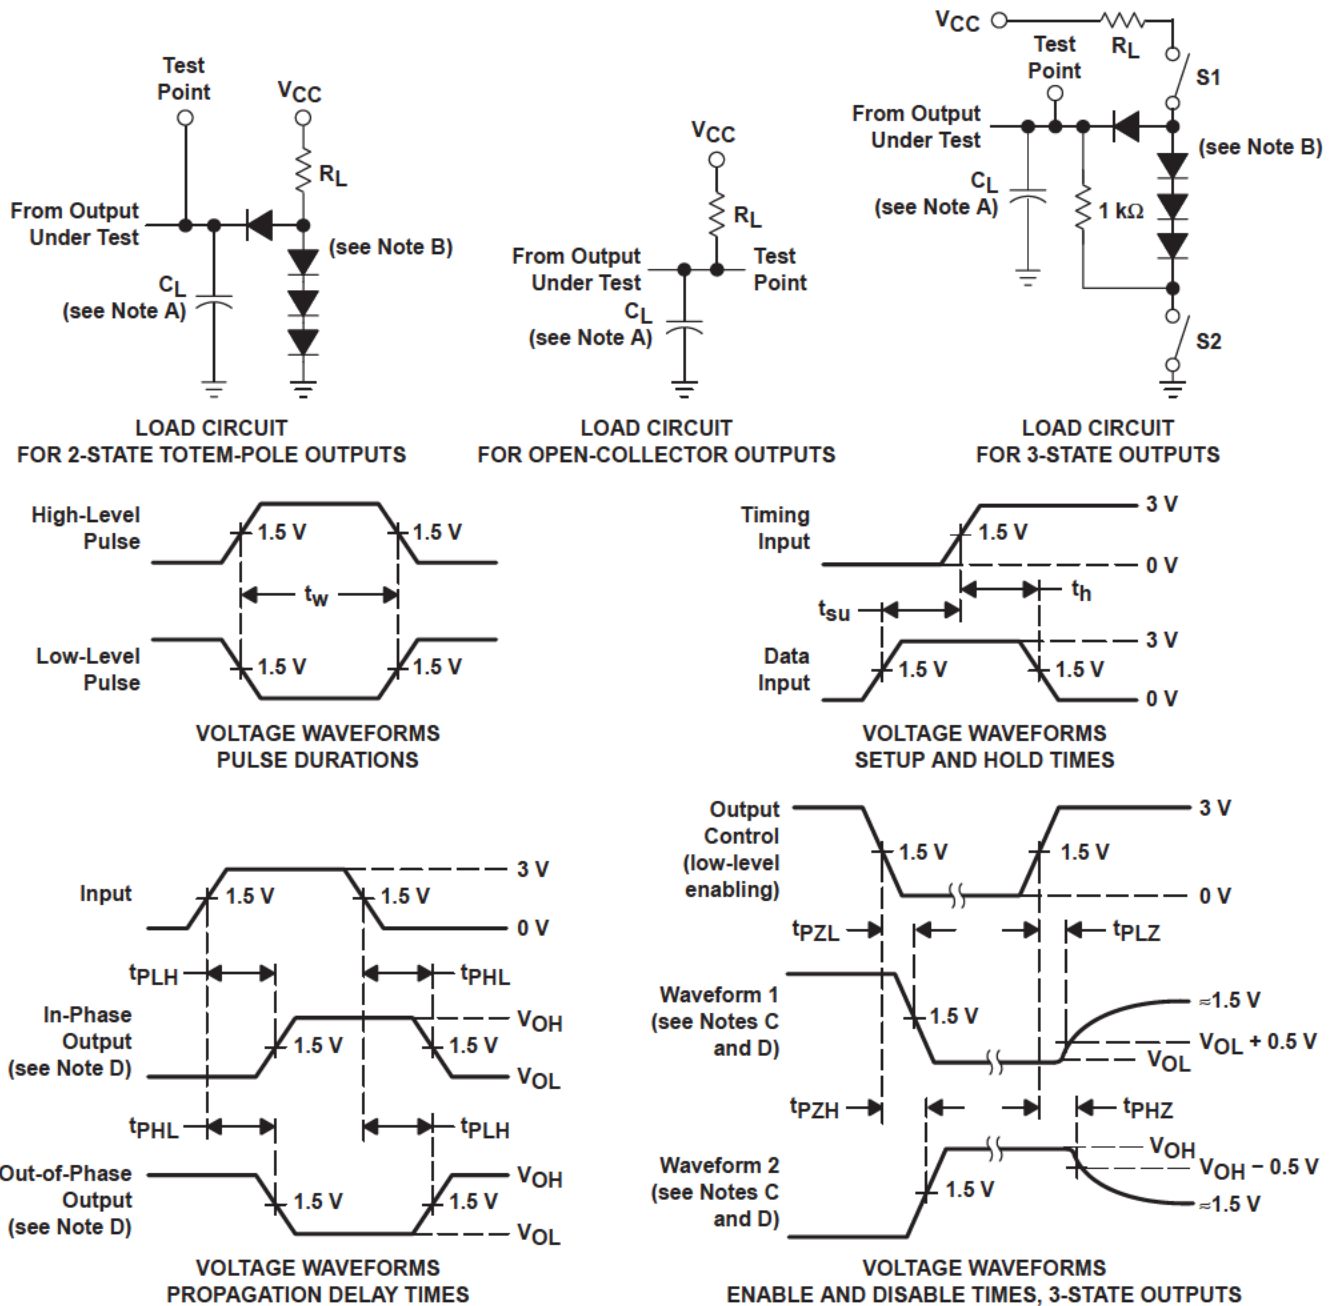 Test
Point
VCC
RL
From Output
Under Test
(see Note B)
CL
(see Note A)
LOAD CIRCUIT
FOR 2-STATE TOTEM-POLE OUTPUTS
VCC
RL
From Output
Under Test
Test
Point
CL
(see Note A)
LOAD CIRCUIT
FOR OPEN-COLLECTOR OUTPUTS
VCC
RL
Test
Point
S1
From Output
Under Test
(see Note B)
CL
(see Note A)
1 kΩ
S2
LOAD CIRCUIT
FOR 3-STATE OUTPUTS
High-Level
Pulse
1.5 V
1.5 V
tw
Low-Level
Pulse
1.5 V
1.5 V
VOLTAGE WAVEFORMS
PULSE DURATIONS
Timing
Input
1.5 V
3 V
0 V
th
tsu
Data
Input
1.5 V
1.5 V
3 V
0 V
VOLTAGE WAVEFORMS
SETUP AND HOLD TIMES
Input
1.5 V
1.5 V
3 V
0 V
tPLH
tPHL
In-Phase
Output
(see Note D)
1.5 V
1.5 V
VOH
VOL
tPHL
tPLH
Out-of-Phase
Output
(see Note D)
1.5 V
1.5 V
VOH
VOL
VOLTAGE WAVEFORMS
PROPAGATION DELAY TIMES
Output
Control
(low-level
enabling)
1.5 V
1.5 V
3 V
0 V
tPZL
tPLZ
Waveform 1
(see Notes C
and D)
1.5 V
≈1.5 V
VOL + 0.5 V
VOL
tPZH
tPHZ
Waveform 2
(see Notes C
and D)
1.5 V
VOH
VOH − 0.5 V
≈1.5 V
VOLTAGE WAVEFORMS
ENABLE AND DISABLE TIMES, 3-STATE OUTPUTS